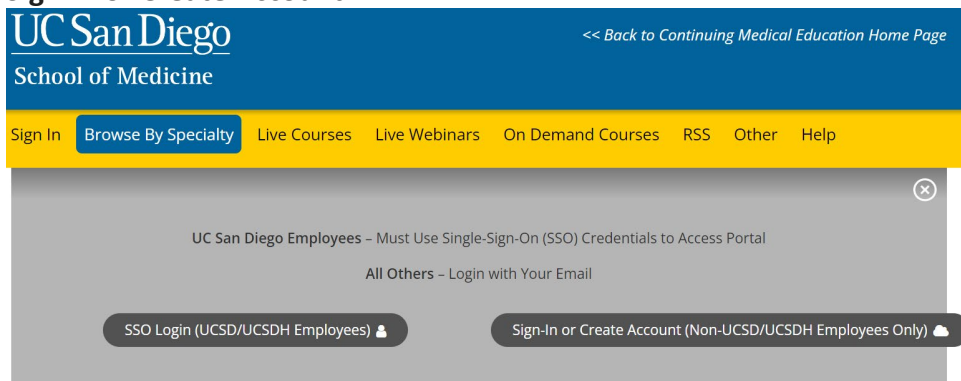 UC San Diego
School of Medicine
<< Back to Continuing Medical Education Home Page
Sign In Browse By Specialty Live Courses Live Webinars On Demand Courses RSS Other Help
UC San Diego Employees – Must Use Single-Sign-On (SSO) Credentials to Access Portal
All Others – Login with Your Email
SSO Login (UCSD/UCSDH Employees)
Sign-In or Create Account (Non-UCSD/UCSDH Employees Only)